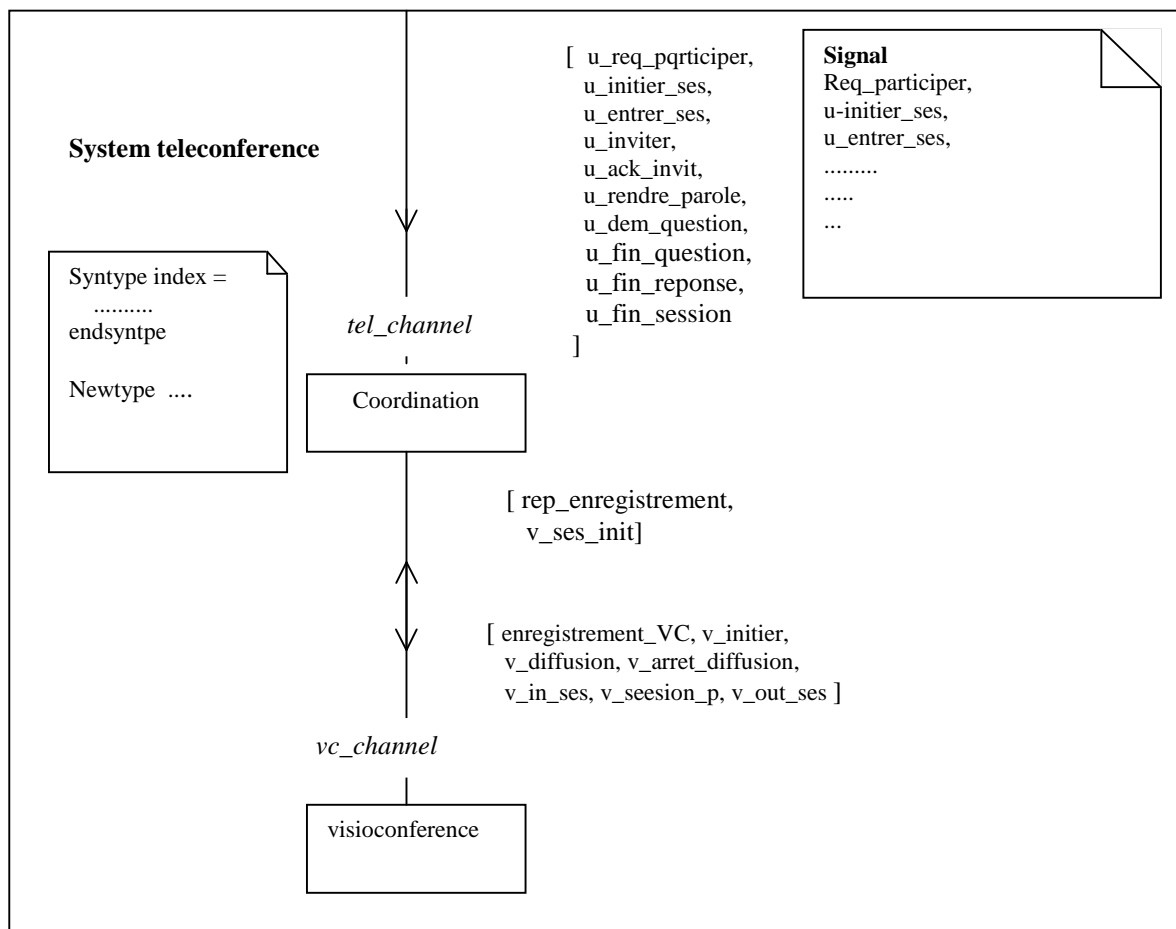 System teleconference
[ u_req_pqrticiper,
u_initier_ses,
u_entrer_ses,
u_inviter,
u_ack_invit,
u_rendre_parole,
u_dem_question,
u_fin_question,
u_fin_reponse,
u_fin_session
]
Signal
Req_participer,
u-initier_ses,
u_entrer_ses,
.........
.....
...
Syntype index =
..........
endsyntpe
Newtype ....
tel_channel
Coordination
[ rep_enregistrement,
v_ses_init]
[ enregistrement_VC, v_initier,
v_diffusion, v_arret_diffusion,
v_in_ses, v_seesion_p, v_out_ses ]
vc_channel
visioconference